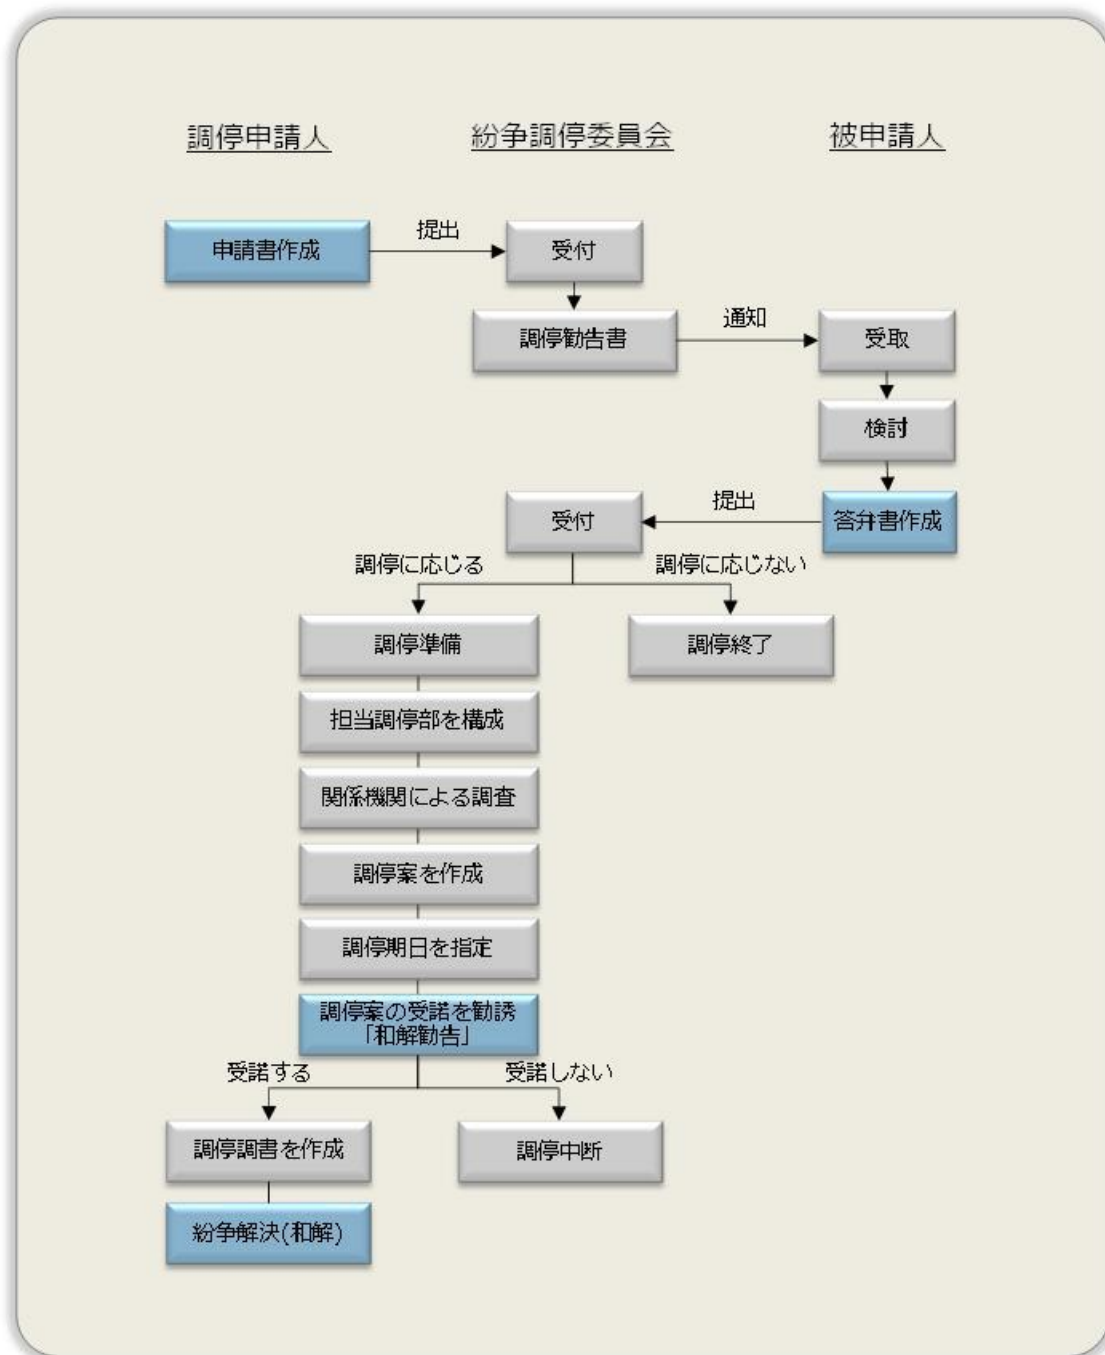 調停申請人
紛争調停委員会
被申請人
申請書作成
提出
受付
調停勧告書
通知
受取
検討
答弁書作成
提出
受付
調停に応じる
調停に応じない
調停準備
調停終了
担当調停部を構成
関係機関による調査
調停案を作成
調停期日を指定
調停案の受諾を勧誘
「和解勧告」
受諾する
受諾しない
調停調書を作成
調停中断
紛争解決(和解)